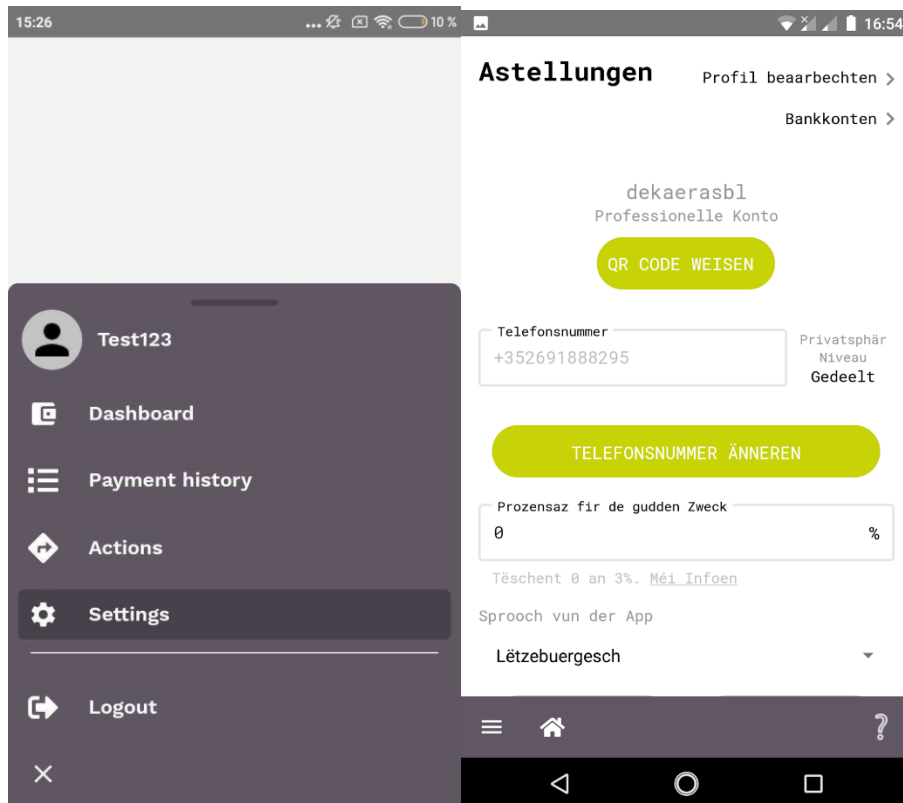 15:26
10 %
Test123
Dashboard
Payment history
Actions
Settings
Logout
16:54
Astellungen
Profil beaarbechten >
Bankkonten >
dekaerasbl
Professionelle Konto
QR CODE WEISEN
Telefonsnummer
+352691888295
Privatsphär
Niveau
Gedeelt
TELEFONSNUMMER ÄNNEREN
Prozensaz fir de gudden Zweck
0 %
Tëschent 0 an 3%. Méi Infoen
Sprooch vun der App
Lëtzebuergesch